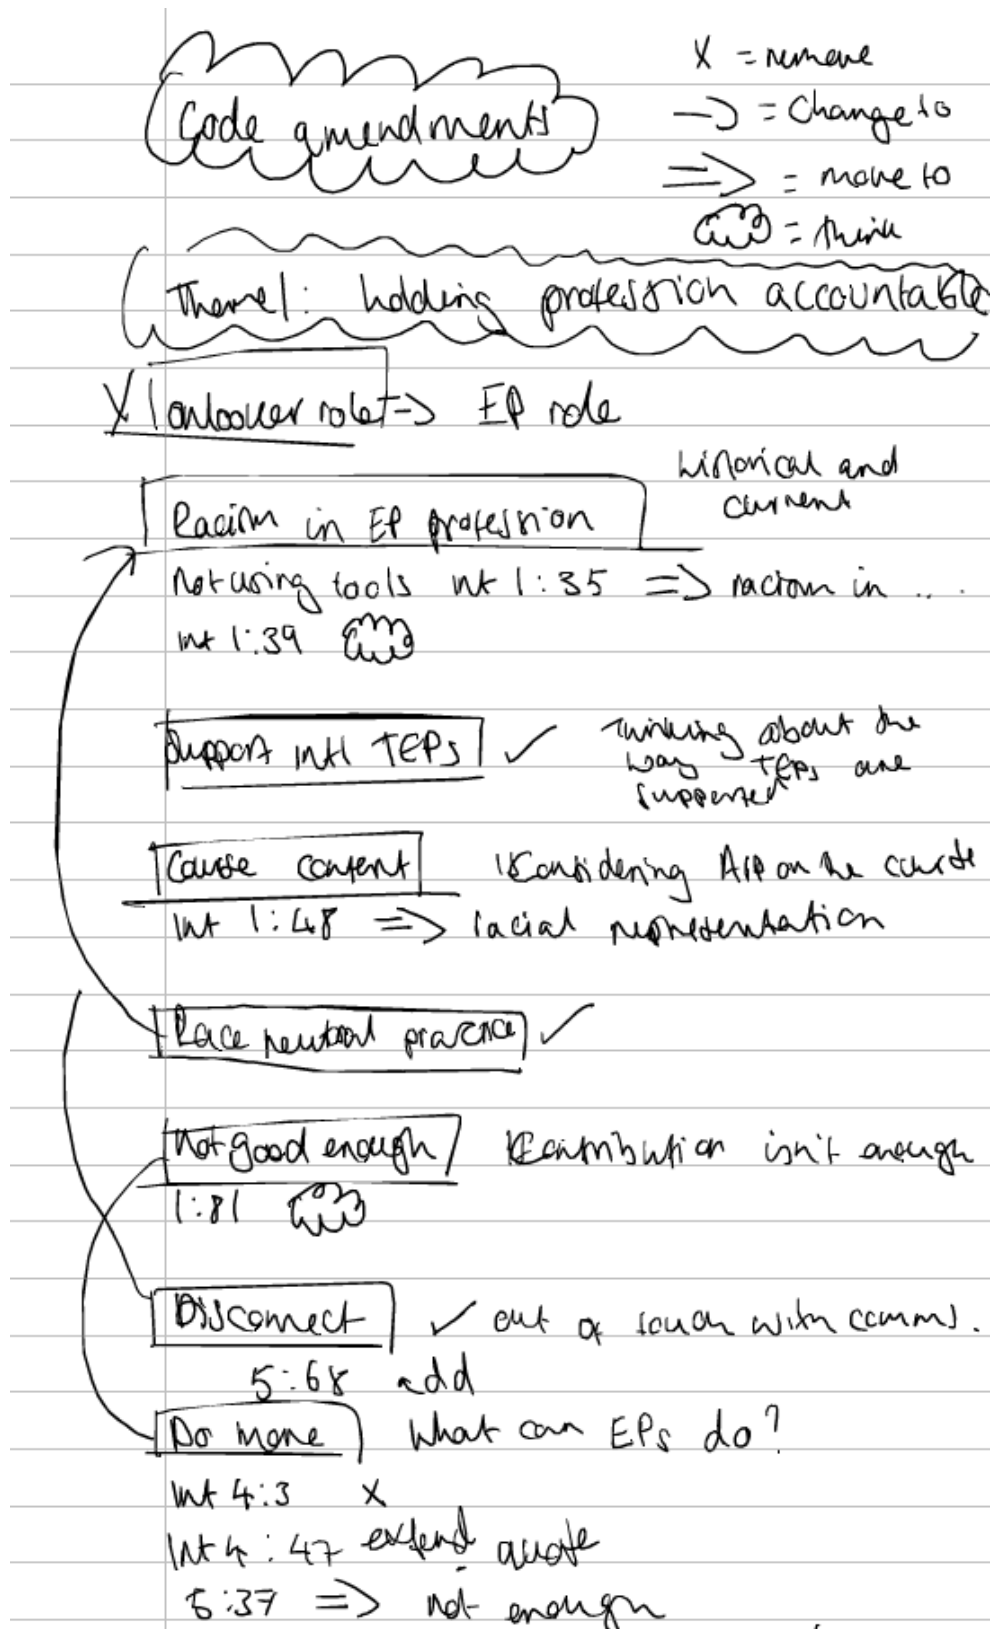 Code amendments
X = remove
→ = Change to
⇒ = move to
= think
Theme 1: holding profession accountable
X onlooker role → EP role
Racism in EP profession
historical and
current
Not using tools int 1:35 ⇒ racism in ...
int 1:39
Support intl TEPs ✓
Thinking about the
way TEPs are
supported
Course content
Considering ARP on the course
Int 1:48 ⇒ racial representation
Race neutral practice ✓
Not good enough
Contribution isn't enough
1:81
Disconnect ✓ out of touch with comms.
5:68 add
Do more What can EPs do?
Int 4:3 X
Int 4:47 extend quote
5:37 ⇒ not enough